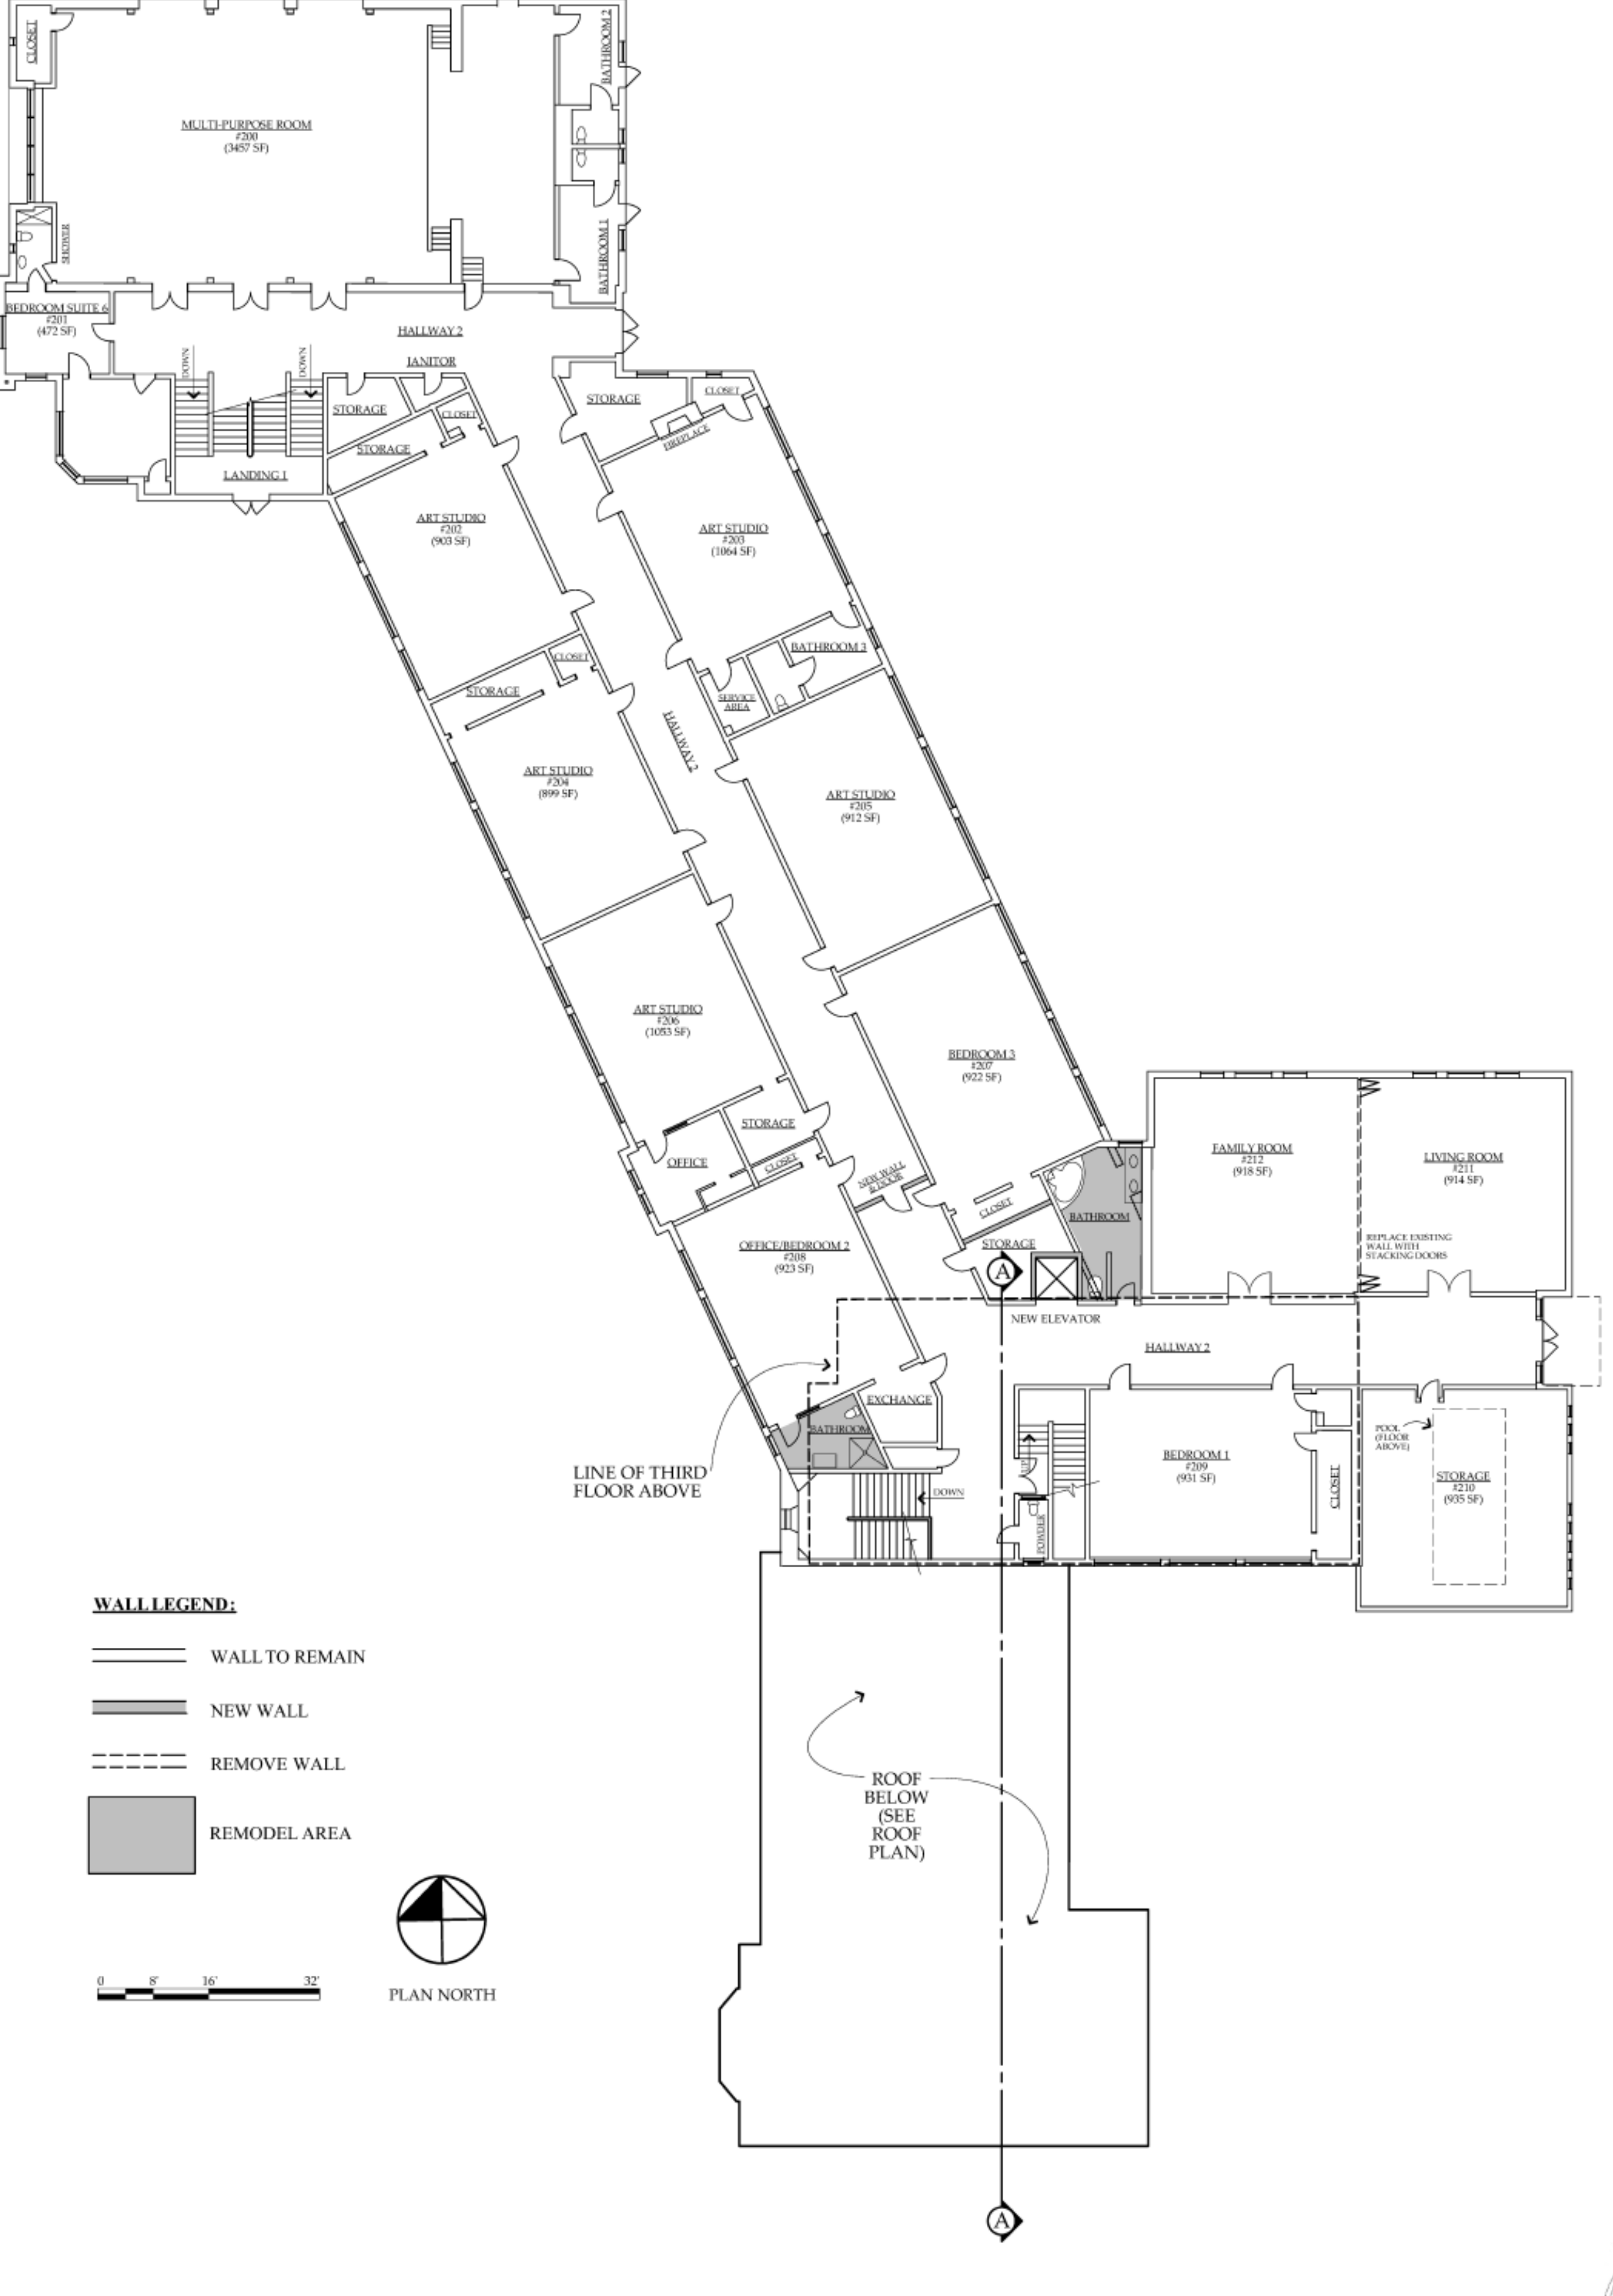 CLOSET
BATHROOM 2
MULTI-PURPOSE ROOM
#200
(3457 SF)
SHOWER
BATHROOM 1
BEDROOM SUITE 6
#201
(472 SF)
HALLWAY 2
JANITOR
DOWN
DOWN
STORAGE
CLOSET
STORAGE
CLOSET
FIREPLACE
STORAGE
LANDING 1
ART STUDIO
#202
(903 SF)
ART STUDIO
#203
(1064 SF)
BATHROOM 3
CLOSET
STORAGE
SERVICE
AREA
HALLWAY 2
ART STUDIO
#204
(899 SF)
ART STUDIO
#205
(912 SF)
ART STUDIO
#206
(1053 SF)
BEDROOM 3
#207
(922 SF)
STORAGE
OFFICE
CLOSET
NEW WALL
& DOOR
CLOSET
FAMILY ROOM
#212
(918 SF)
LIVING ROOM
#211
(914 SF)
BATHROOM
STORAGE
OFFICE/BEDROOM 2
#208
(923 SF)
REPLACE EXISTING
WALL WITH
STACKING DOORS
A
NEW ELEVATOR
HALLWAY 2
EXCHANGE
BATHROOM
LINE OF THIRD
FLOOR ABOVE
DOWN
UP
POWDER
BEDROOM 1
#209
(931 SF)
CLOSET
POOL
(FLOOR
ABOVE)
STORAGE
#210
(935 SF)
WALL LEGEND:
WALL TO REMAIN
NEW WALL
REMOVE WALL
REMODEL AREA
ROOF
BELOW
(SEE
ROOF
PLAN)
0 8' 16' 32'
PLAN NORTH
A